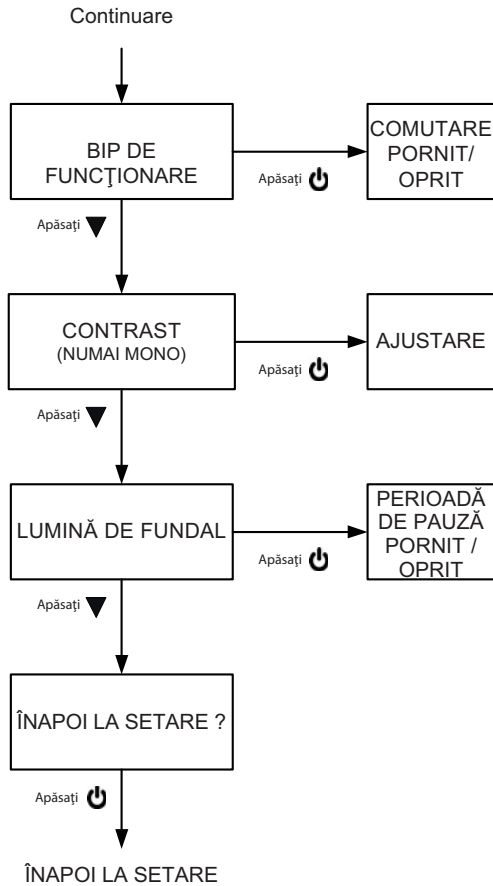 Continuare
BIP DE
FUNCŢIONARE
Apăsaţi
COMUTARE
PORNIT/
OPRIT
Apăsaţi
CONTRAST
(NUMAI MONO)
Apăsaţi
AJUSTARE
Apăsaţi
LUMINĂ DE FUNDAL
Apăsaţi
PERIOADĂ
DE PAUZĂ
PORNIT /
OPRIT
Apăsaţi
ÎNAPOI LA SETARE ?
Apăsaţi
ÎNAPOI LA SETARE